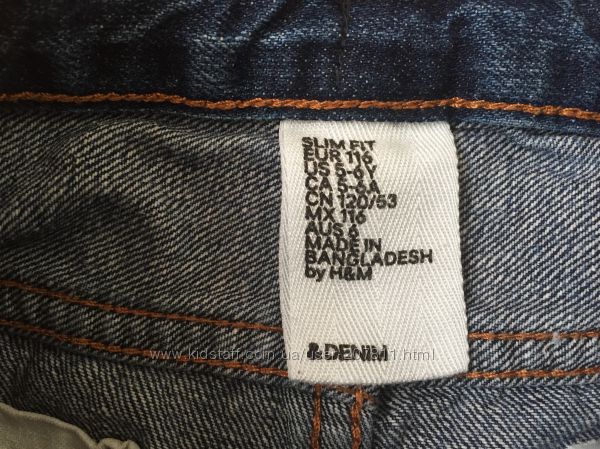 SLIM FIT
EUR 116
US 5-6Y
CA 5-6A
CN 120/53
MX 116
AUS 6
MADE IN
BANGLADESH
by H&M
&DENIM